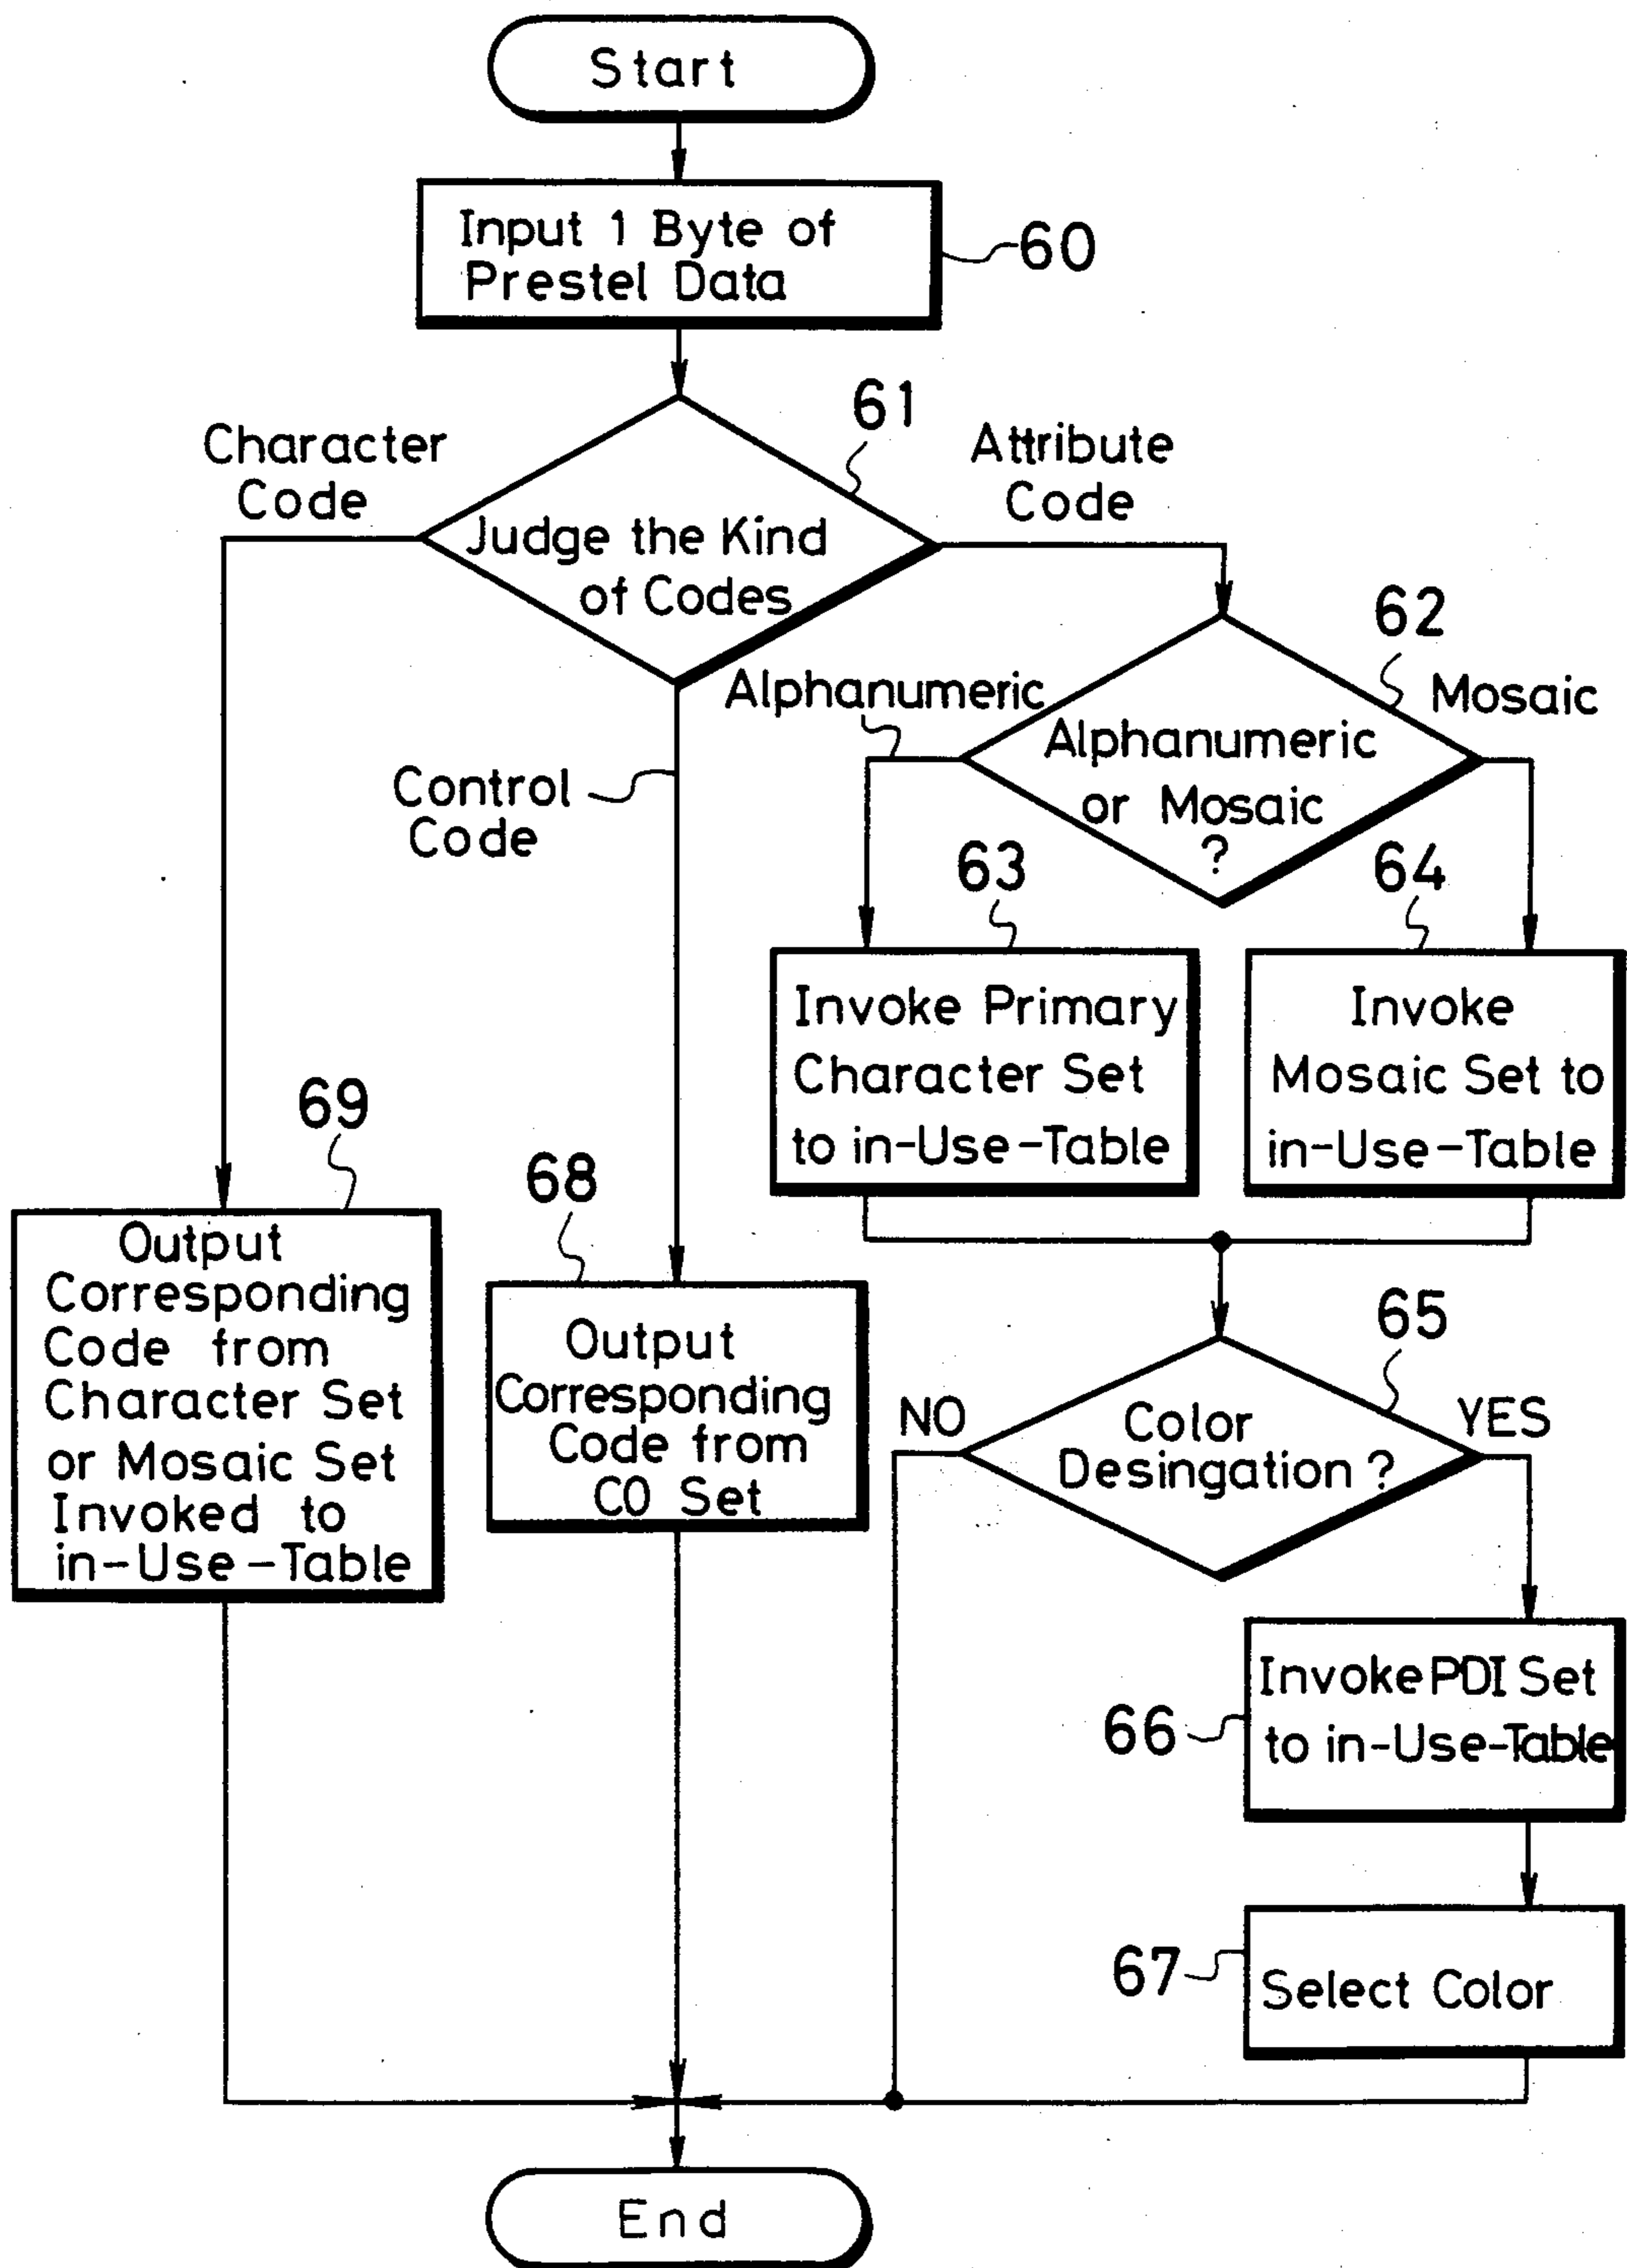 Start
Input 1 Byte of
Prestel Data
60
61
Character
Code
Attribute
Code
Judge the Kind
of Codes
62
Alphanumeric
Mosaic
Alphanumeric
or Mosaic
?
Control
Code
63
64
Invoke Primary
Character Set
to in-Use-Table
Invoke
Mosaic Set to
in-Use-Table
69
68
Output
Corresponding
Code from
Character Set
or Mosaic Set
Invoked to
in-Use-Table
Output
Corresponding
Code from
C0 Set
65
NO
YES
Color
Desingation ?
Invoke PDI Set
to in-Use-Table
66
67
Select Color
End